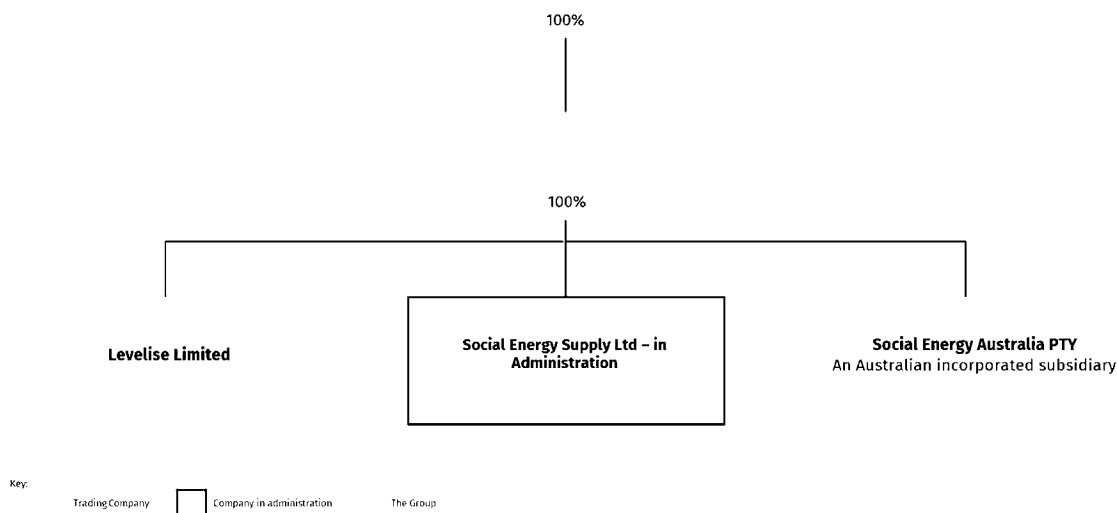 100%
100%
Levelise Limited
Social Energy Supply Ltd – in
Administration
Social Energy Australia PTY
An Australian incorporated subsidiary
Key:
Trading Company
Company in administration
The Group